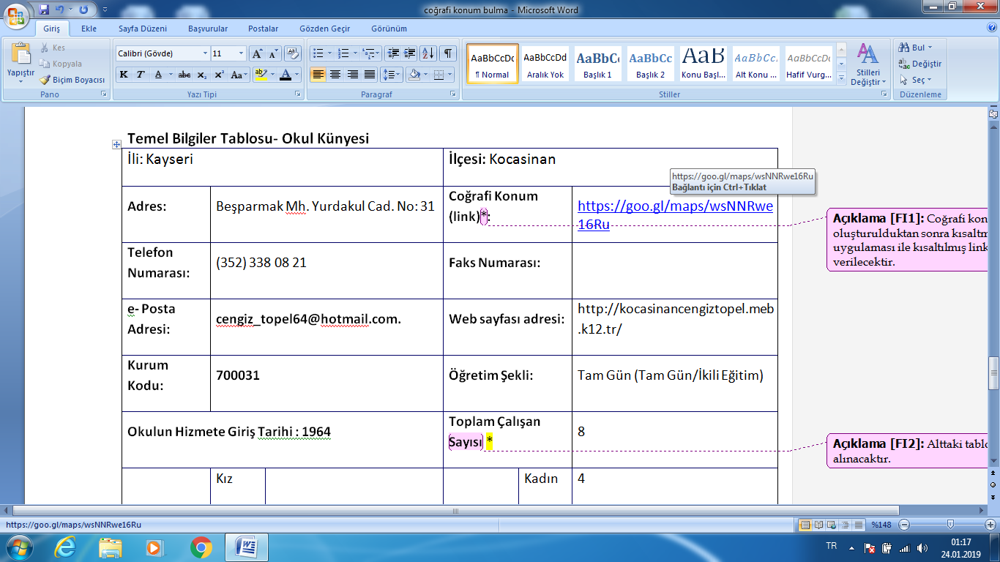 coğrafi konum bulma - Microsoft Word
Giriş Ekle Sayfa Düzeni Başvurular Postalar Gözden Geçir Görünüm
Yapıştır
Kes
Kopyala
Biçim Boyacısı
Pano
Calibri (Gövde) 11
K T A abc x₂ x² Aa
Yazı Tipi
Paragraf
AaBbCcDc AaBbCcDd AaBbC AaBbCc AaB AaBbCc. AaBbCcDc
¶ Normal Aralık Yok Başlık 1 Başlık 2 Konu Başl... Alt Konu ... Hafif Vurg...
Stilleri
Değiştir
Stiller
Bul
Değiştir
Seç
Düzenleme
Temel Bilgiler Tablosu- Okul Künyesi
İli: Kayseri İlçesi: Kocasinan
https://goo.gl/maps/wsNNRwe16Ru
Bağlantı için Ctrl+Tıklat
Adres: Beşparmak Mh. Yurdakul Cad. No: 31
Coğrafi Konum
(link)*:
https://goo.gl/maps/wsNNRwe
16Ru
Açıklama [FI1]: Coğrafi kon
oluşturulduktan sonra kısaltm
uygulaması ile kısaltılmış link
verilecektir.
Telefon
Numarası:
(352) 338 08 21
Faks Numarası:
e- Posta
Adresi:
cengiz_topel64@hotmail.com.
Web sayfası adresi:
http://kocasinancengiztopel.meb
.k12.tr/
Kurum
Kodu:
700031
Öğretim Şekli:
Tam Gün (Tam Gün/İkili Eğitim)
Okulun Hizmete Giriş Tarihi : 1964
Toplam Çalışan
Sayısı *
8
Açıklama [FI2]: Alttaki tablo
alınacaktır.
Kız Kadın 4
https://goo.gl/maps/wsNNRwe16Ru
%148
TR
01:17
24.01.2019